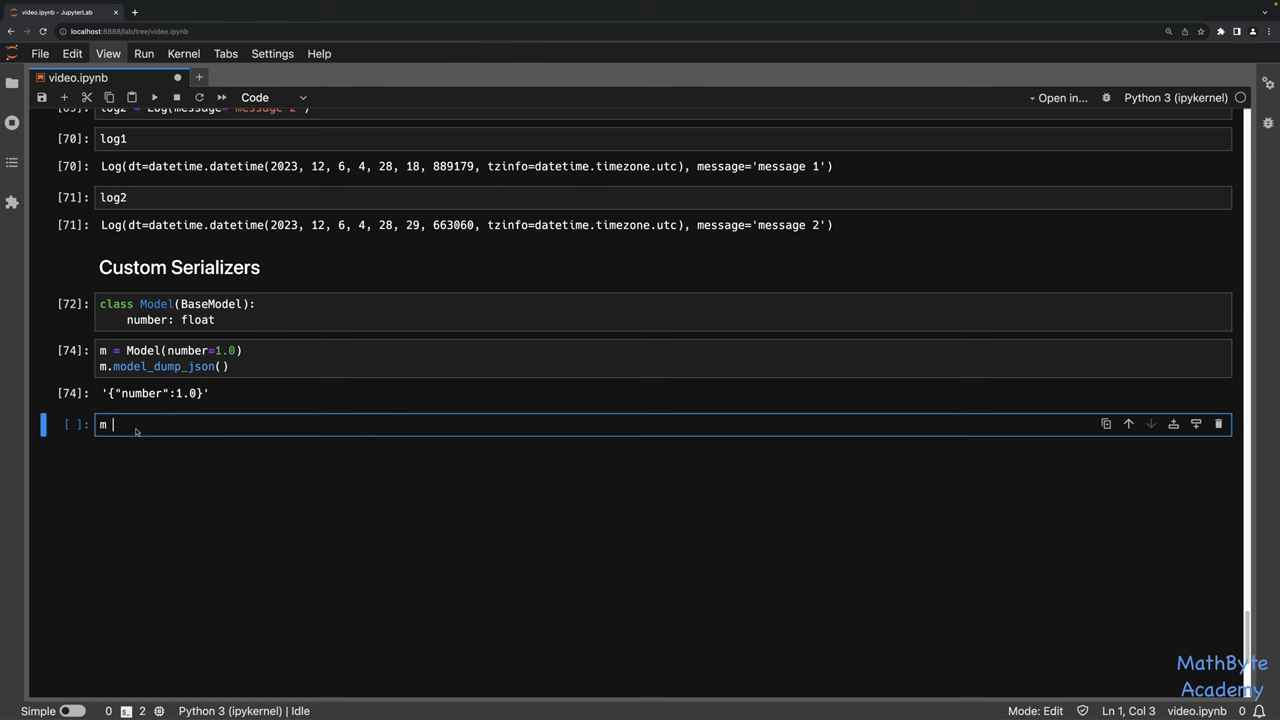 video.ipynb - JupyterLab
localhost:8888/lab/tree/video.ipynb
File Edit View Run Kernel Tabs Settings Help
video.ipynb
Code
Open in...
Python 3 (ipykernel)
log2 = Log(message="message 2")
[70]: log1
[70]: Log(dt=datetime.datetime(2023, 12, 6, 4, 28, 18, 889179, tzinfo=datetime.timezone.utc), message='message 1')
[71]: log2
[71]: Log(dt=datetime.datetime(2023, 12, 6, 4, 28, 29, 663060, tzinfo=datetime.timezone.utc), message='message 2')
Custom Serializers
[72]: class Model(BaseModel):
number: float
[74]: m = Model(number=1.0)
m.model_dump_json()
[74]: '{"number":1.0}'
[ ]: m
MathByte
Academy
Simple 0 2 Python 3 (ipykernel) | Idle Mode: Edit Ln 1, Col 3 video.ipynb 0